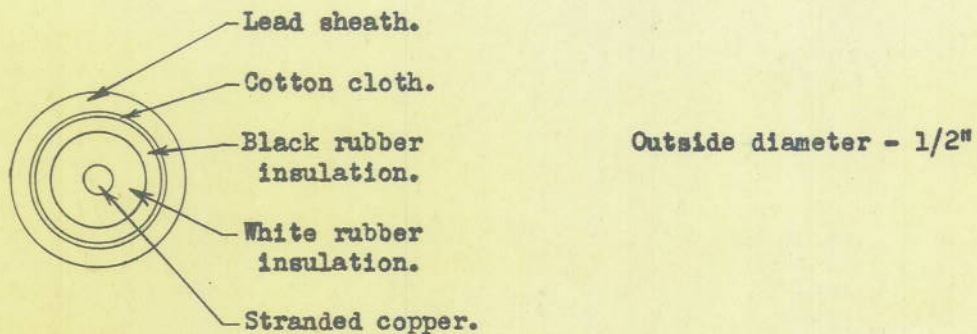 Lead sheath.
Cotton cloth.
Black rubber
insulation.
Outside diameter - 1/2"
White rubber
insulation.
Stranded copper.